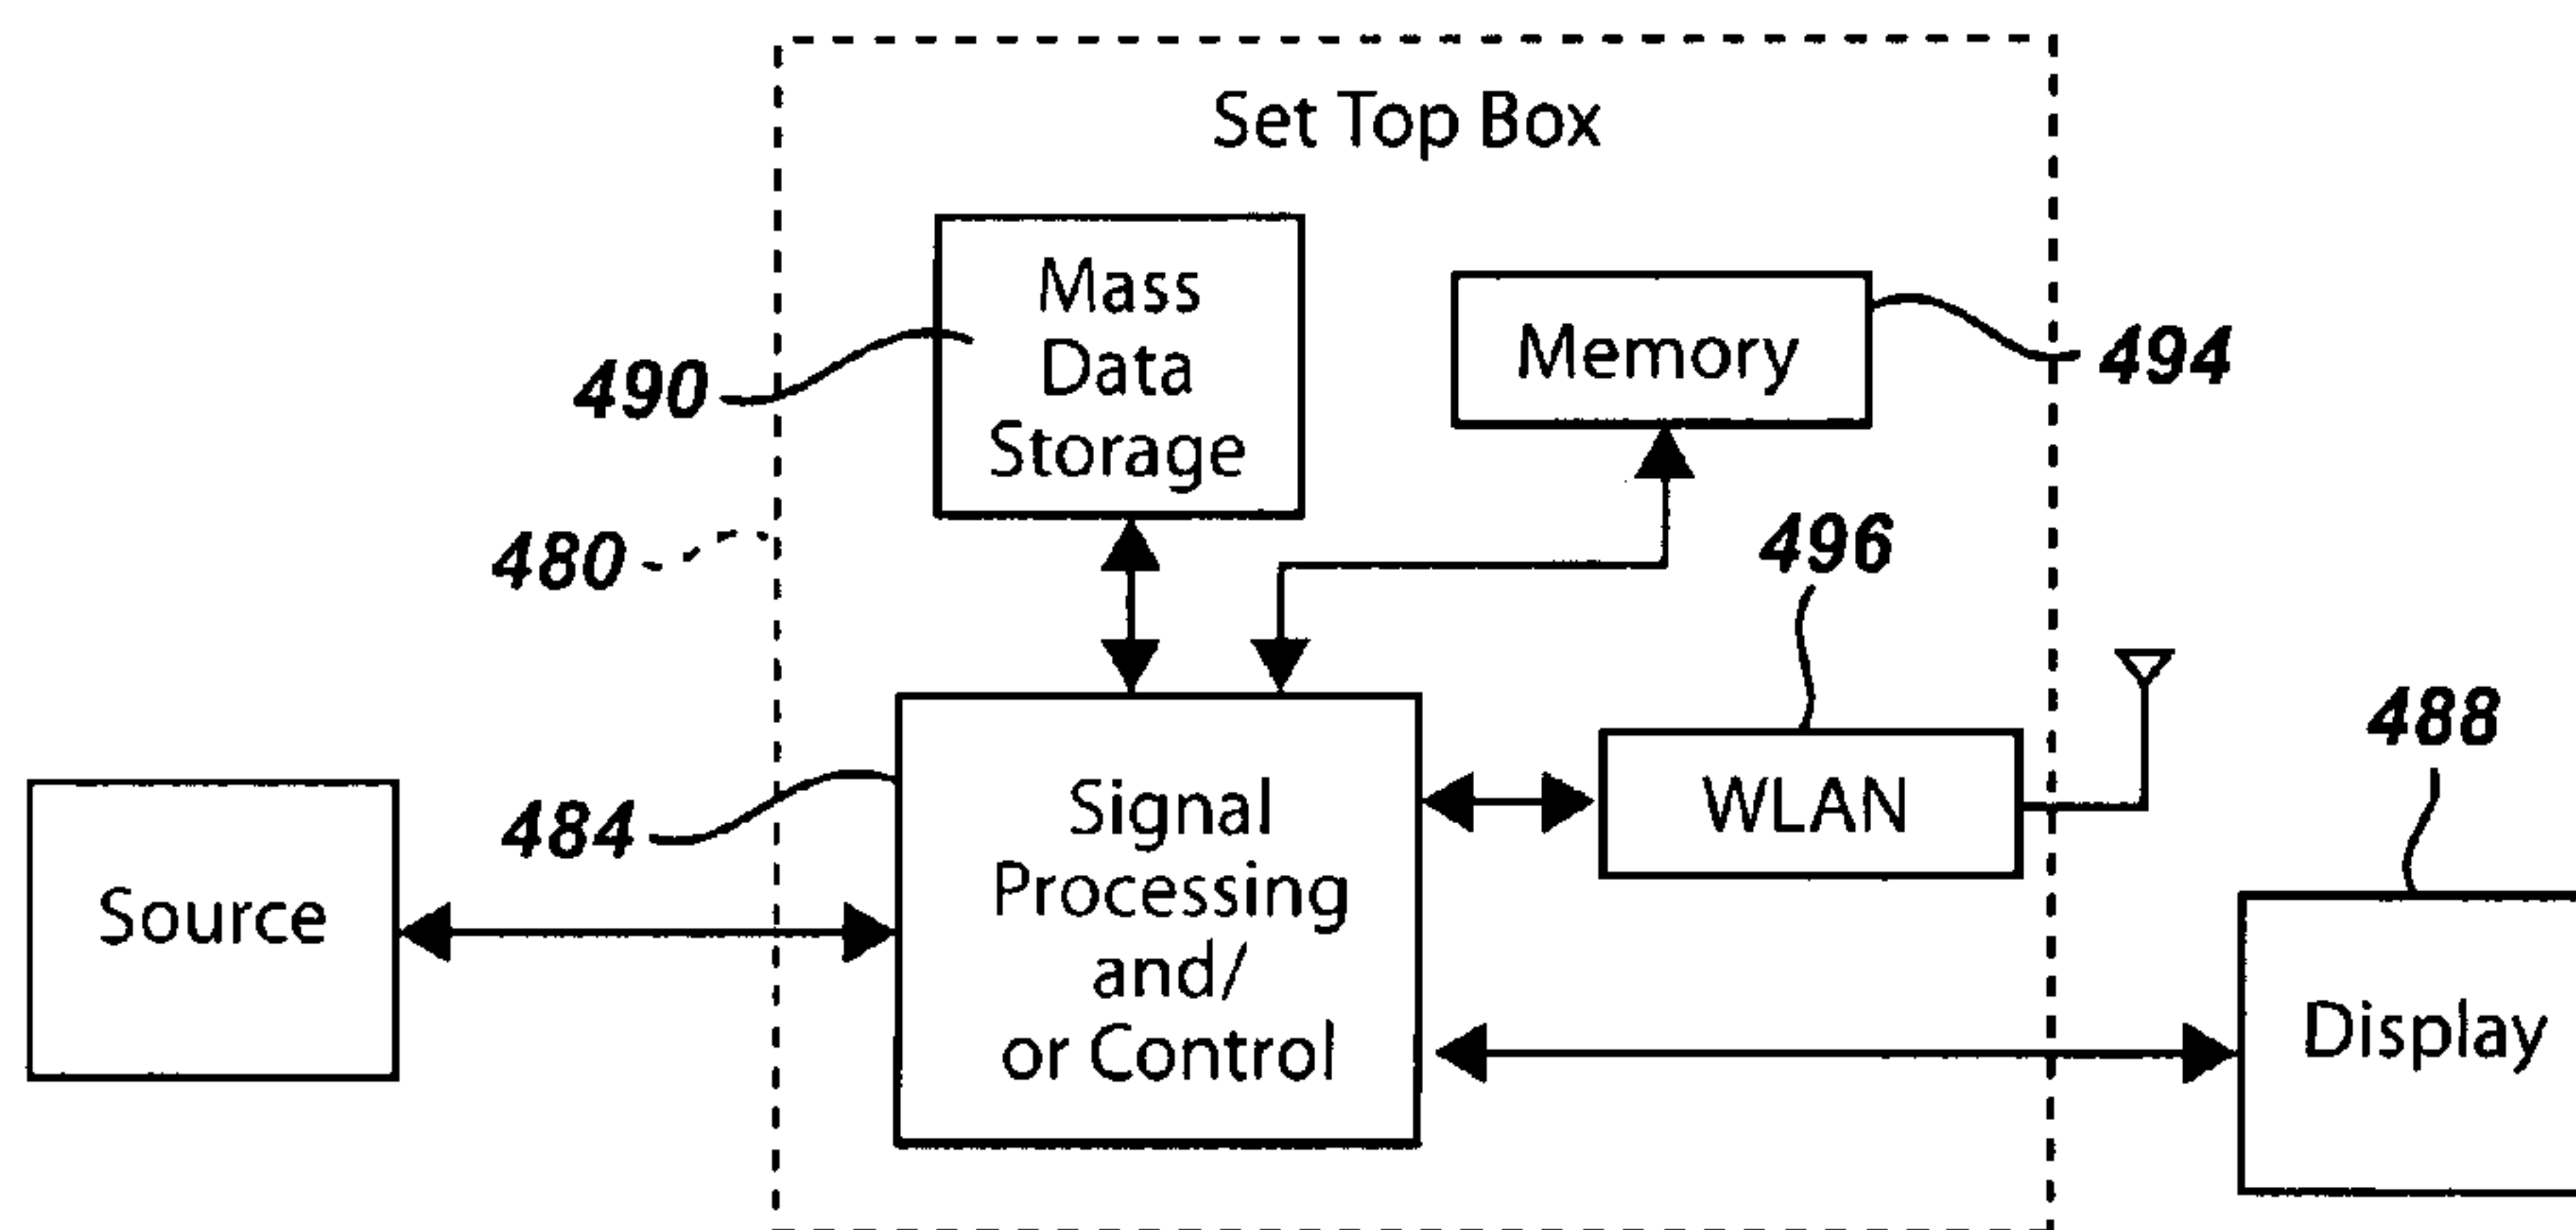 Set Top Box
Mass
Data
Storage
490
Memory
494
480
496
488
484
Signal
Processing
and/
or Control
WLAN
Source
Display